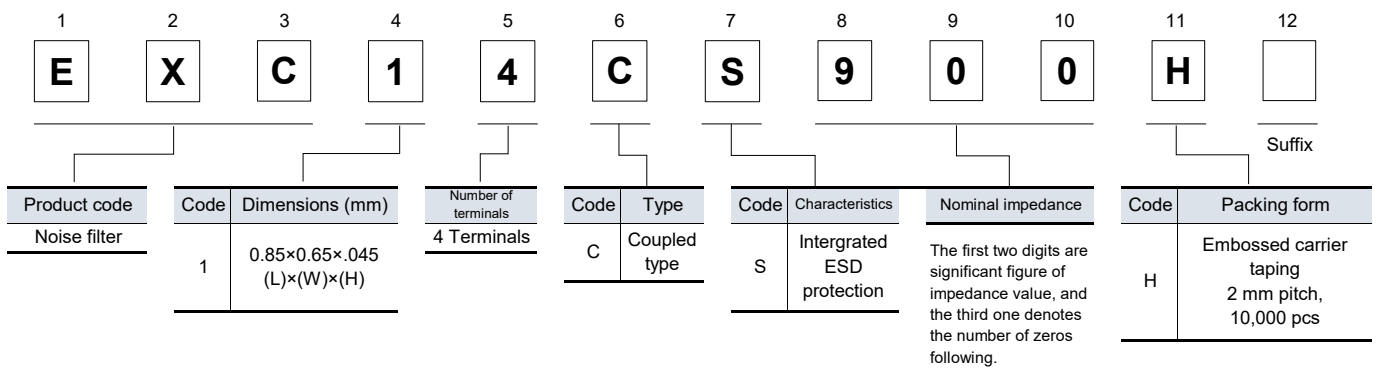 1 2 3 4 5 6 7 8 9 10 11 12
E X C 1 4 C S 9 0 0 H
Suffix
Product code
Noise filter
Code Dimensions (mm)
1 0.85×0.65×.045
(L)×(W)×(H)
Number of
terminals
4 Terminals
Code Type
C Coupled
type
Code Characteristics
S Intergrated
ESD
protection
Nominal impedance
The first two digits are
significant figure of
impedance value, and
the third one denotes
the number of zeros
following.
Code Packing form
H Embossed carrier
taping
2 mm pitch,
10,000 pcs